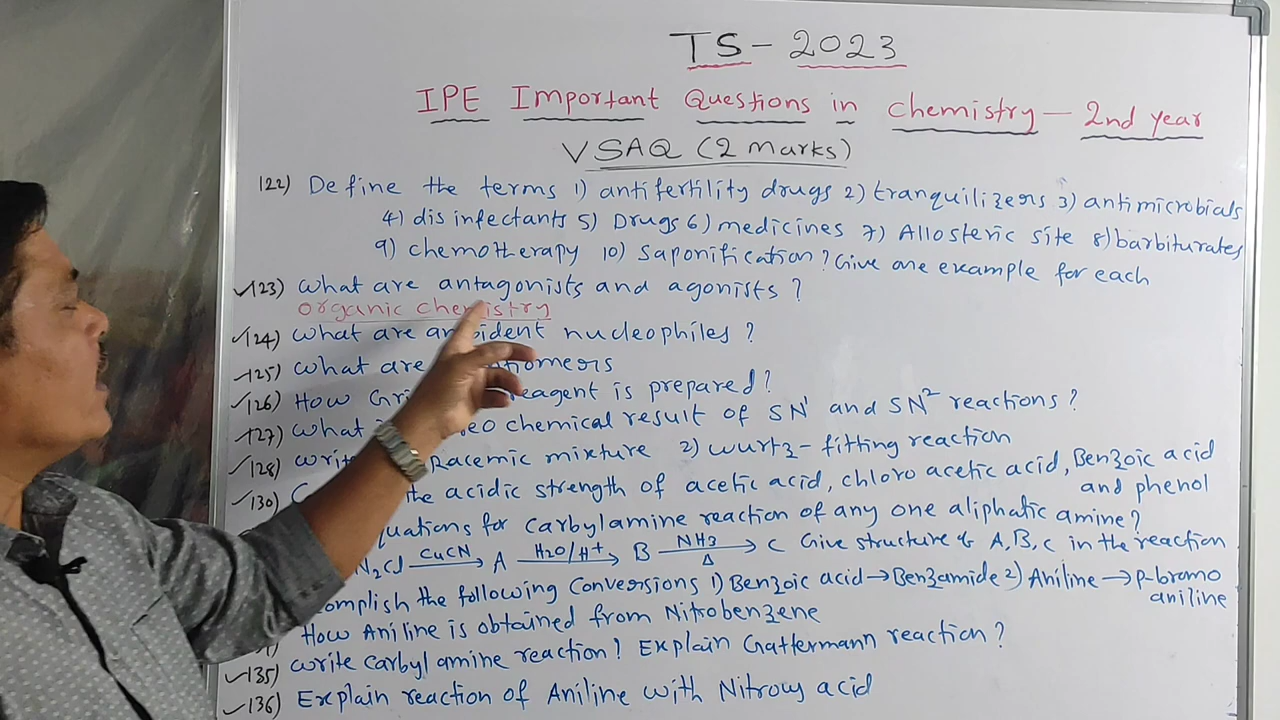 TS - 2023
IPE Important Questions in chemistry - 2nd year
VSAQ (2 marks)
122) Define the terms 1) antifertility drugs 2) tranquilizers 3) antimicrobials
4) disinfectants 5) Drugs 6) medicines 7) Allosteric site 8) barbiturates
9) chemotherapy 10) saponification? Give one example for each
123) what are antagonists and agonists?
organic chemistry
124) what are ambident nucleophiles?
125) what are
126) How reagent is prepared?
127) what chemical result of SN1 and SN2 reactions?
128) write Racemic mixture 2) wurtz-fitting reaction
130) the acidic strength of acetic acid, chloro acetic acid, Benzoic acid
and phenol
equations for carbylamine reaction of any one aliphatic amine?
N2Cl CuCN→ A H2O/H+→ B NH3→ Δ C Give structure of A, B, C in the reaction
complish the following conversions 1) Benzoic acid → Benzamide 2) Aniline → p-bromo
aniline
How Aniline is obtained from Nitrobenzene
135) write carbylamine reaction? Explain Gattermann reaction?
136) Explain reaction of Aniline with Nitrous acid